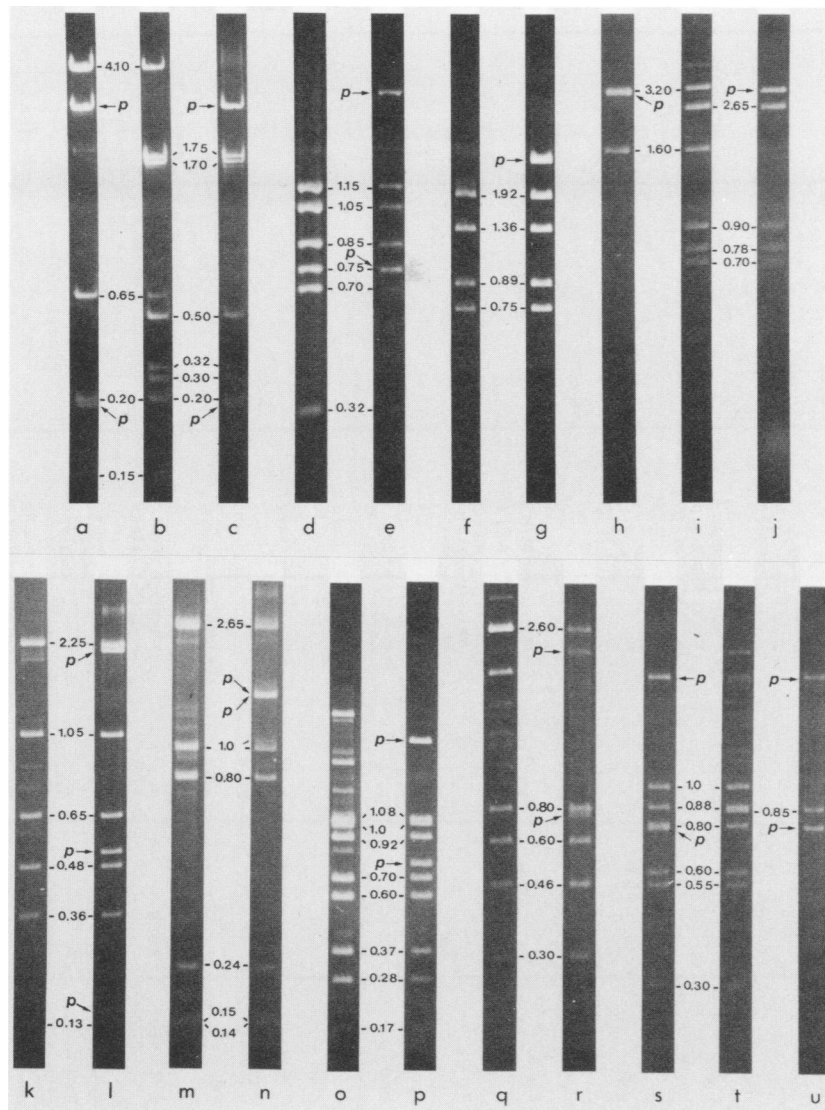 4.10
p
1.75
1.70
0.65
0.50
0.32
0.30
0.20
0.20
p
p
0.15
p
p
1.15
1.05
0.85
p
0.75
0.70
0.32
1.92
1.36
0.89
0.75
p
3.20
p
1.60
p
2.65
0.90
0.78
0.70
a b c d e f g h i j
2.25
p
1.05
0.65
p
0.48
0.36
p
0.13
2.65
p
p
1.0
0.80
0.24
0.15
0.14
p
1.08
1.0
0.92
p
0.70
0.60
0.37
0.28
0.17
2.60
p
0.80
p
0.60
0.46
0.30
p
1.0
0.88
0.80
p
0.60
0.55
0.30
p
0.85
p
k l m n o p q r s t u